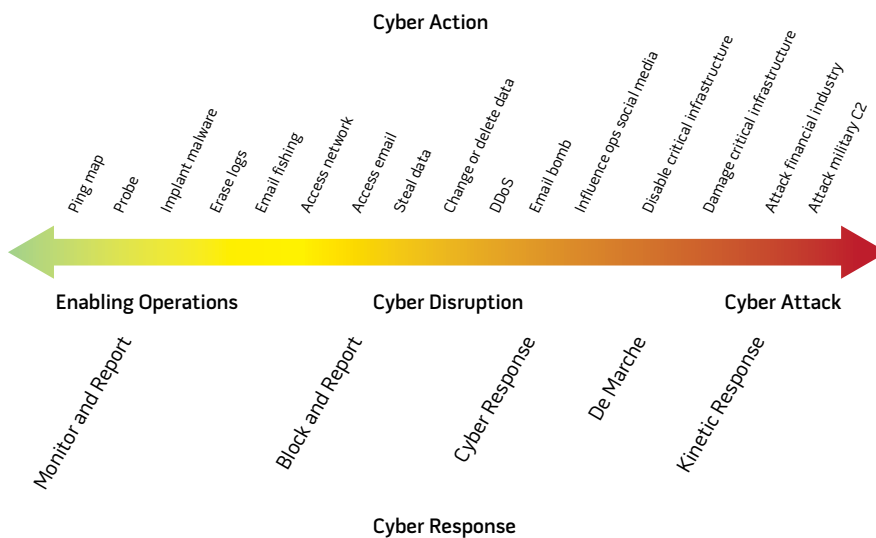 Cyber Action
Ping map
Probe
Implant malware
Erase logs
Email fishing
Access network
Access email
Steal data
Change or delete data
DDoS
Email bomb
Influence ops social media
Disable critical infrastructure
Damage critical infrastructure
Attack financial industry
Attack military C2
Enabling Operations
Cyber Disruption
Cyber Attack
Monitor and Report
Block and Report
Cyber Response
De Marche
Kinetic Response
Cyber Response